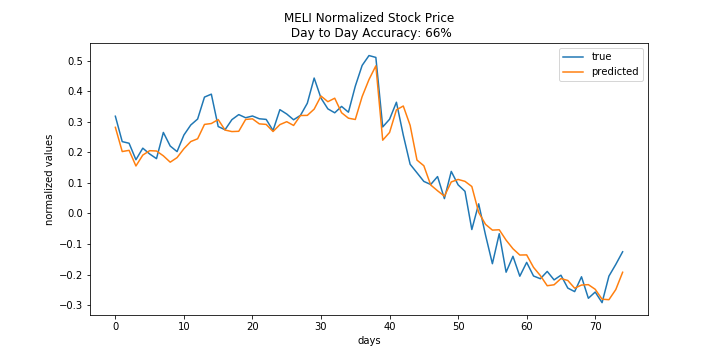 MELI Normalized Stock Price
Day to Day Accuracy: 66%
true
predicted
normalized values
0.5
0.4
0.3
0.2
0.1
0.0
−0.1
−0.2
−0.3
0 10 20 30 40 50 60 70
days